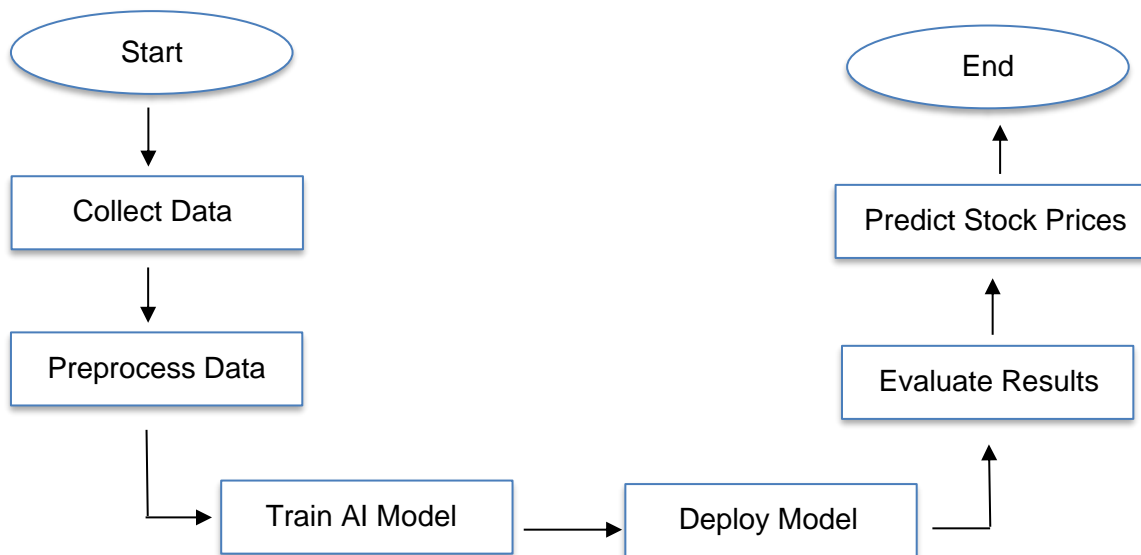 Start
Collect Data
Preprocess Data
Train AI Model
Deploy Model
Evaluate Results
Predict Stock Prices
End